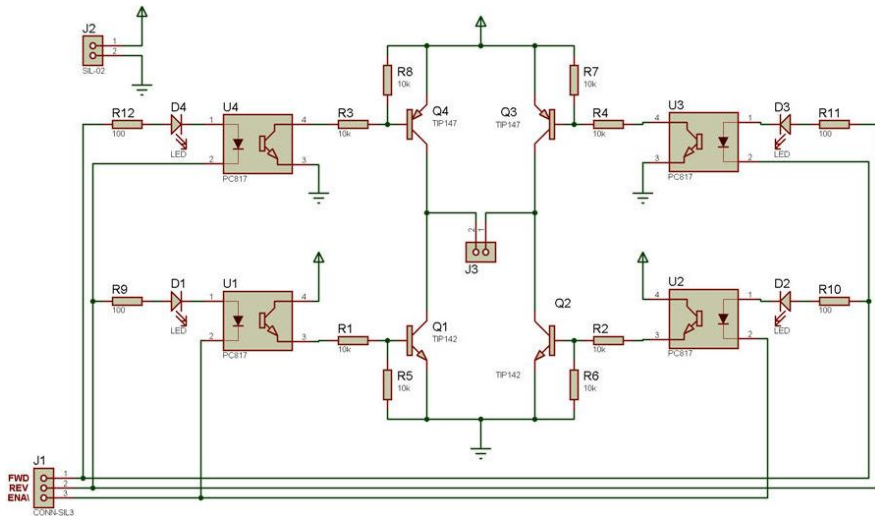 J2
1
2
SIL-02
R12
100
D4
LED
U4
1
2
4
3
PC817
R3
10k
R8
10k
Q4
TIP147
Q3
TIP147
R7
10k
R4
10k
U3
4
3
1
2
PC817
D3
LED
R11
100
2
1
J3
R9
100
D1
LED
U1
1
2
4
3
PC817
R1
10k
R5
10k
Q1
TIP142
Q2
TIP142
R2
10k
R6
10k
U2
4
3
1
2
PC817
D2
LED
R10
100
J1
FWD 1
REV 2
ENA\ 3
CONN-SIL3